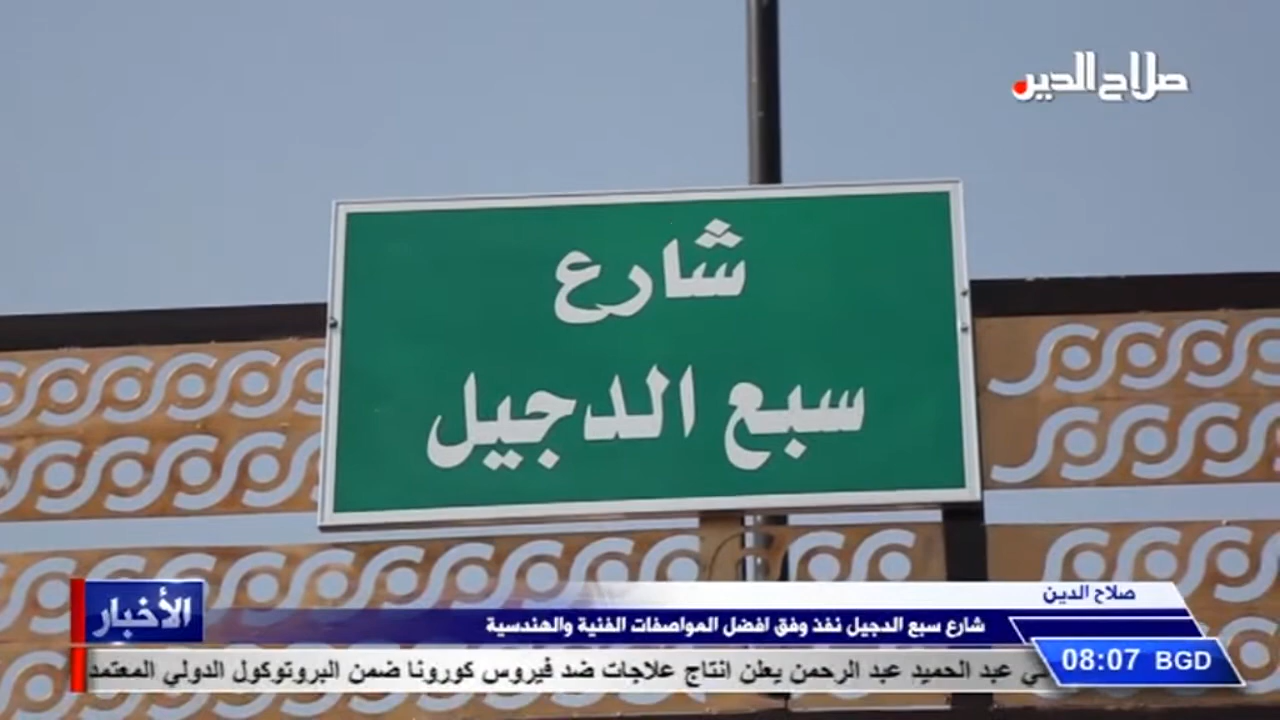 صلاح الدين
شارع
سبع الدجيل
صلاح الدين
الأخبار
شارع سبع الدجيل نفذ وفق افضل المواصفات الفنية والهندسية
08:07 BGD
عبد الحميد عبد الرحمن يعلن انتاج علاجات ضد فيروس كورونا ضمن البروتوكول الدولي المعتمد